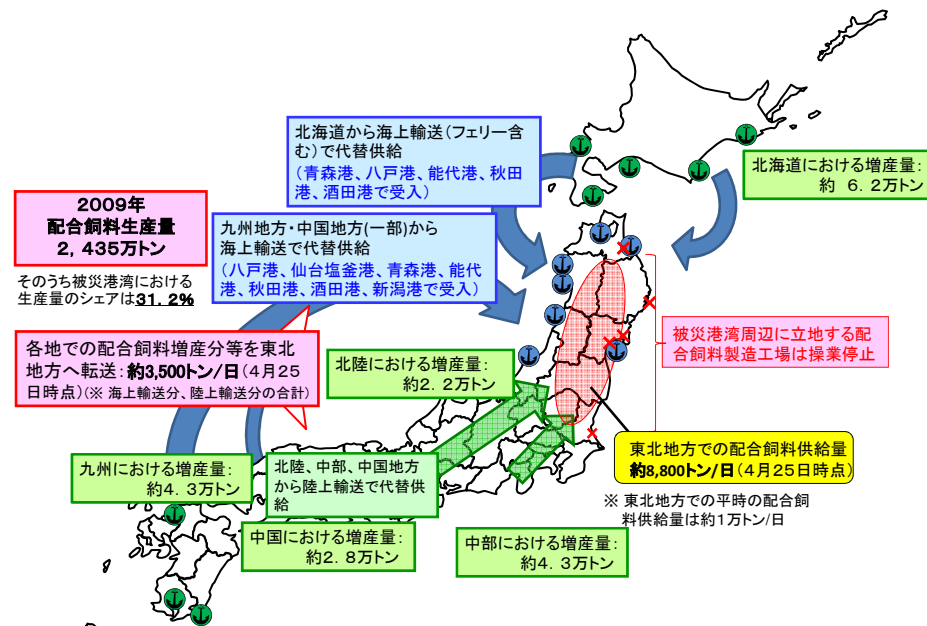 北海道から海上輸送(フェリー含
む)で代替供給
(青森港、八戸港、能代港、秋田
港、酒田港で受入)
北海道における増産量:
約 6.2万トン
2009年
配合飼料生産量
2,435万トン
そのうち被災港湾における
生産量のシェアは31.2%
九州地方・中国地方(一部)から
海上輸送で代替供給
(八戸港、仙台塩釜港、青森港、能代
港、秋田港、酒田港、新潟港で受入)
各地での配合飼料増産分等を東北
地方へ転送:約3,500トン/日(4月25
日時点)(※ 海上輸送分、陸上輸送分の合計)
被災港湾周辺に立地する配
合飼料製造工場は操業停止
北陸における増産量:
約2.2万トン
東北地方での配合飼料供給量
約8,800トン/日(4月25日時点)
※ 東北地方での平時の配合飼
料供給量は約1万トン/日
九州における増産量:
約4.3万トン
北陸、中部、中国地方
から陸上輸送で代替供
給
中国における増産量:
約2.8万トン
中部における増産量:
約4.3万トン